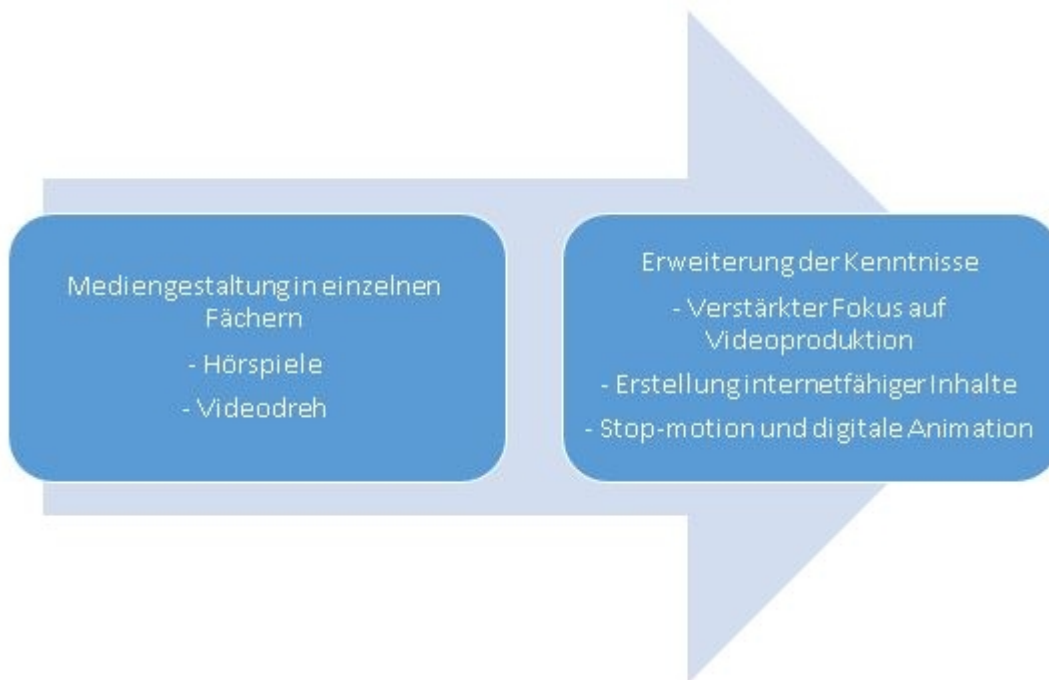 Mediengestaltung in einzelnen
Fächern
- Hörspiele
- Videodreh
Erweiterung der Kenntnisse
- Verstärkter Fokus auf
Videoproduktion
- Erstellung internetfähiger Inhalte
- Stop-motion und digitale Animation